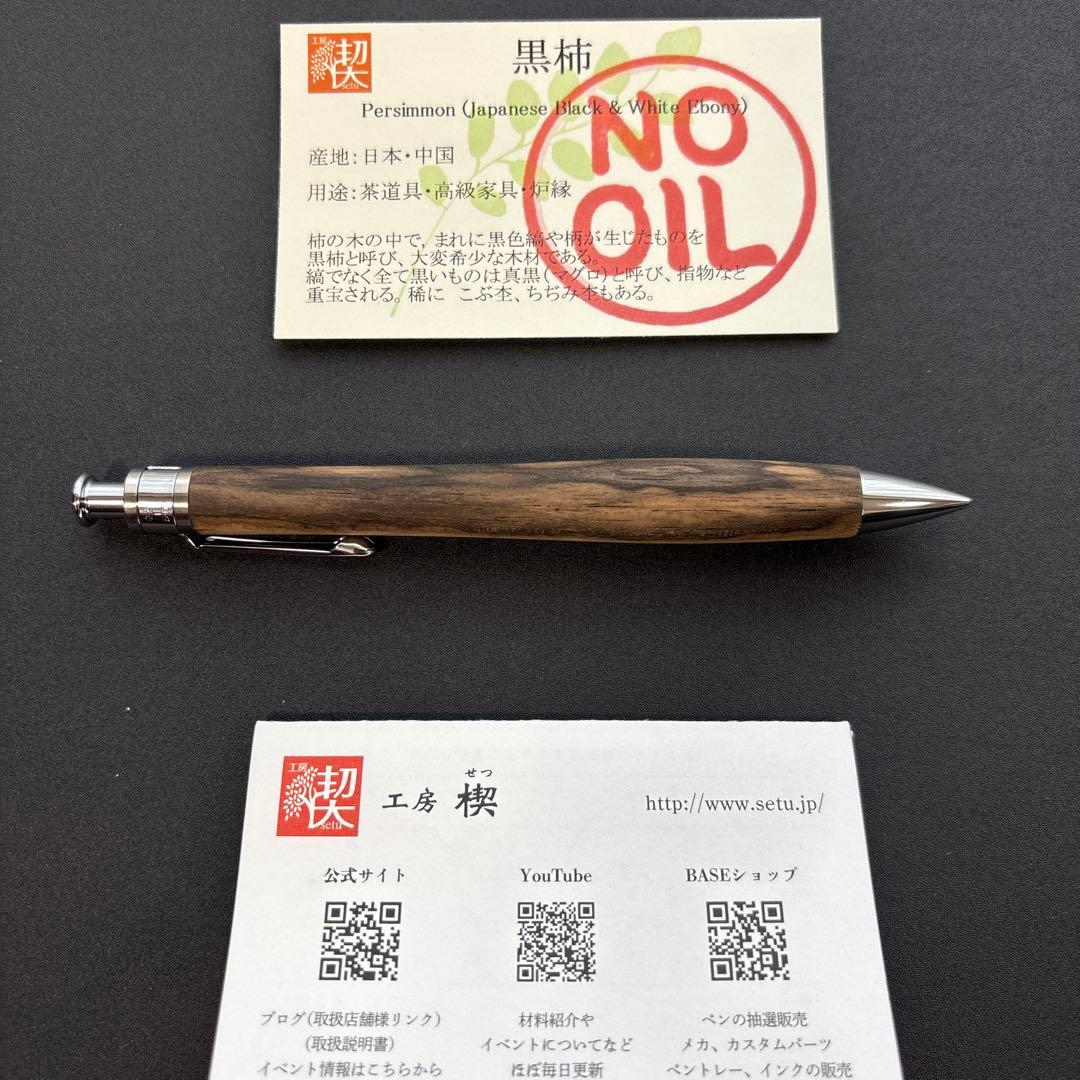 工房
楔
setu
黒柿
Persimmon (Japanese Black & White Ebony)
NO
OIL
産地:日本・中国
用途:茶道具・高級家具・炉縁
柿の木の中で、まれに黒色縞や柄が生じたものを
黒柿と呼び、大変希少な木材である。
縞でなく全て黒いものは真黒(マグロ)と呼び、指物など
重宝される。稀に こぶ杢、ちぢみ杢もある。
工房
楔
setu
せつ
工房 楔
http://www.setu.jp/
公式サイト
YouTube
BASEショップ
ブログ(取扱店舗様リンク)
(取扱説明書)
イベント情報はこちらから
材料紹介や
イベントについてなど
ほぼ毎日更新
ペンの抽選販売
メカ、カスタムパーツ
ペントレー、インクの販売